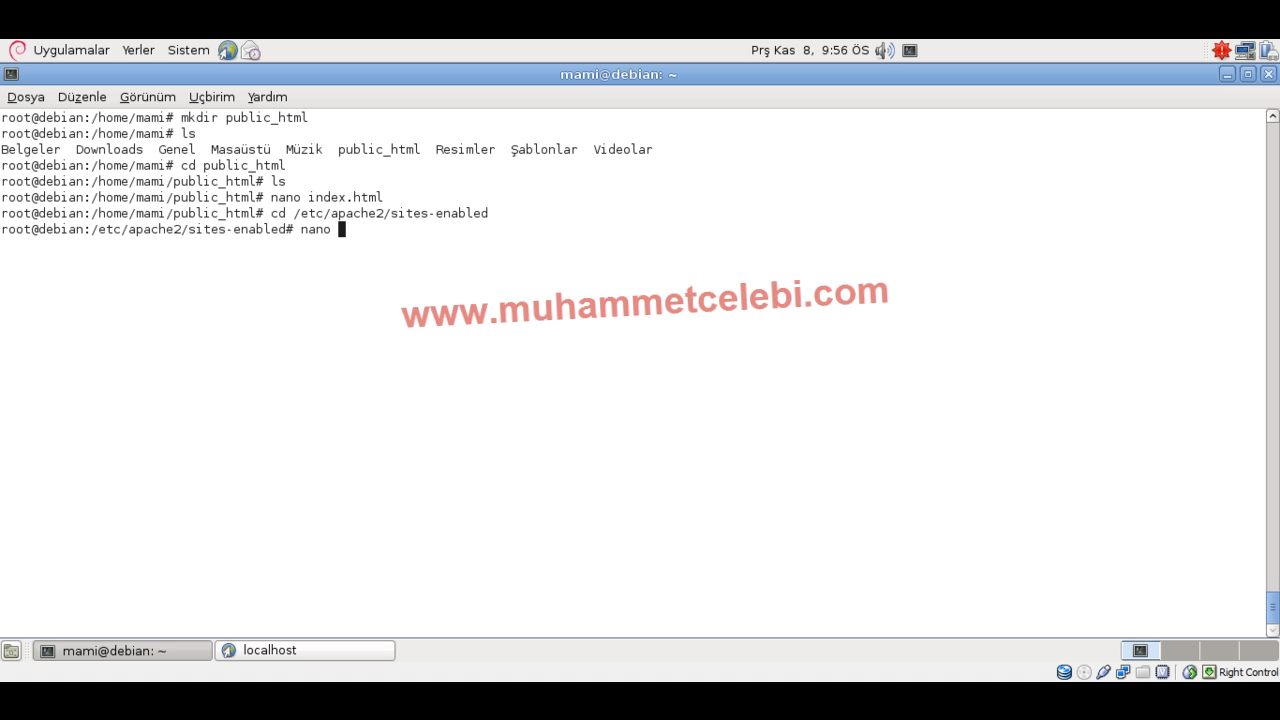 Uygulamalar Yerler Sistem Prş Kas 8, 9:56 ÖS
mami@debian: ~
Dosya Düzenle Görünüm Uçbirim Yardım
root@debian:/home/mami# mkdir public_html
root@debian:/home/mami# ls
Belgeler Downloads Genel Masaüstü Müzik public_html Resimler Şablonlar Videolar
root@debian:/home/mami# cd public_html
root@debian:/home/mami/public_html# ls
root@debian:/home/mami/public_html# nano index.html
root@debian:/home/mami/public_html# cd /etc/apache2/sites-enabled
root@debian:/etc/apache2/sites-enabled# nano
www.muhammetcelebi.com
mami@debian: ~ localhost
Right Control